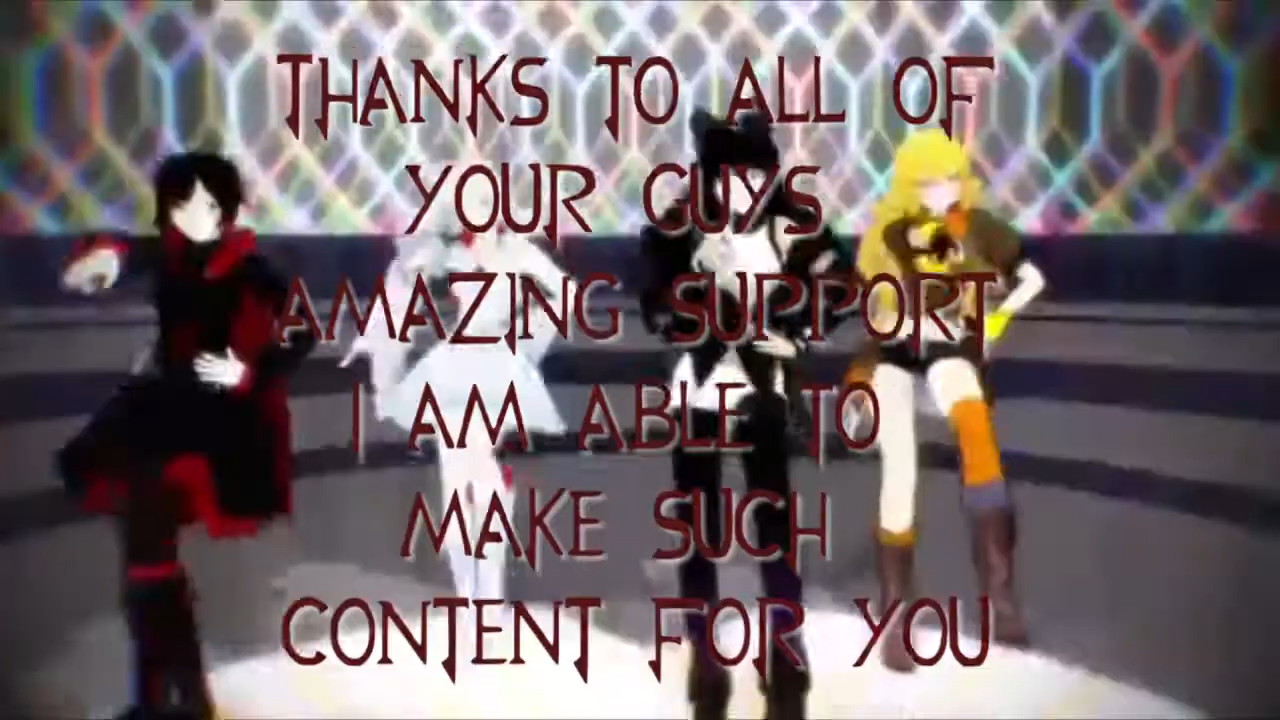 THANKS TO ALL OF
YOUR GUYS
AMAZING SUPPORT
I AM ABLE TO
MAKE SUCH
CONTENT FOR YOU